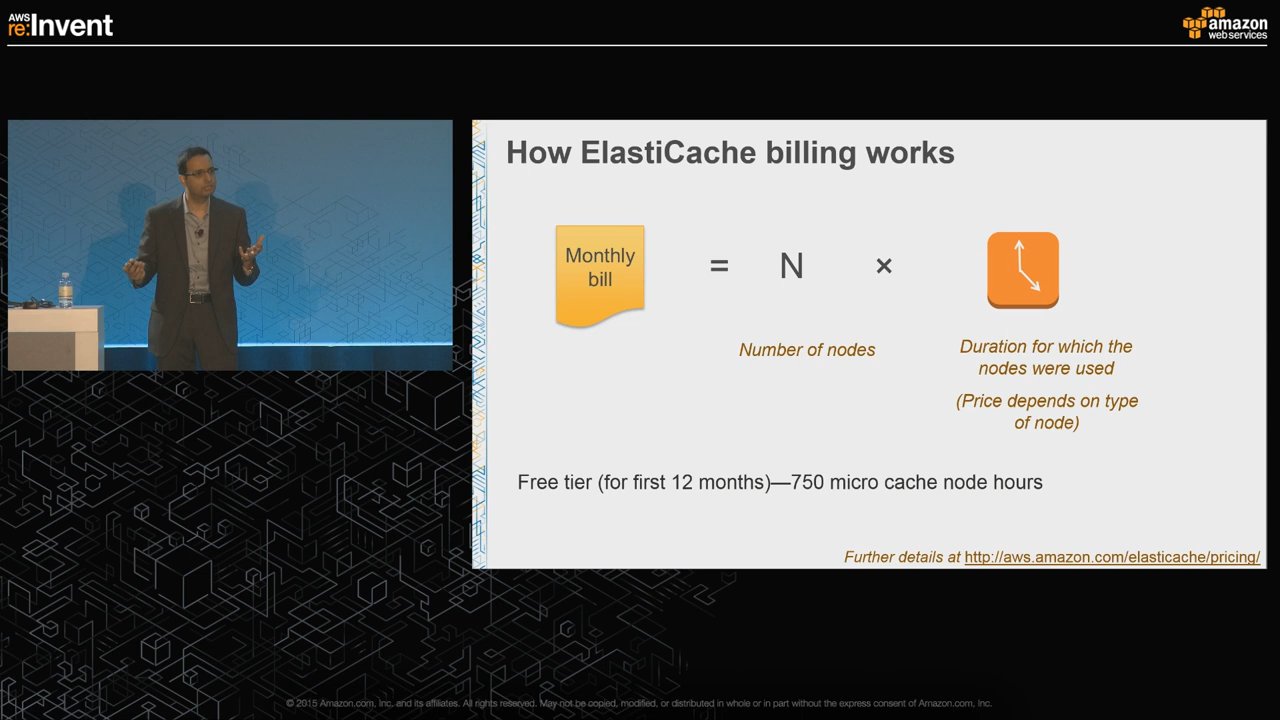 AWS
re:Invent
amazon
web services
How ElastiCache billing works
Monthly
bill
= N ×
Number of nodes
Duration for which the
nodes were used
(Price depends on type
of node)
Free tier (for first 12 months)—750 micro cache node hours
Further details at http://aws.amazon.com/elasticache/pricing/
© 2015 Amazon.com, Inc. and its affiliates. All rights reserved. May not be copied, modified, or distributed in whole or in part without the express consent of Amazon.com, Inc.